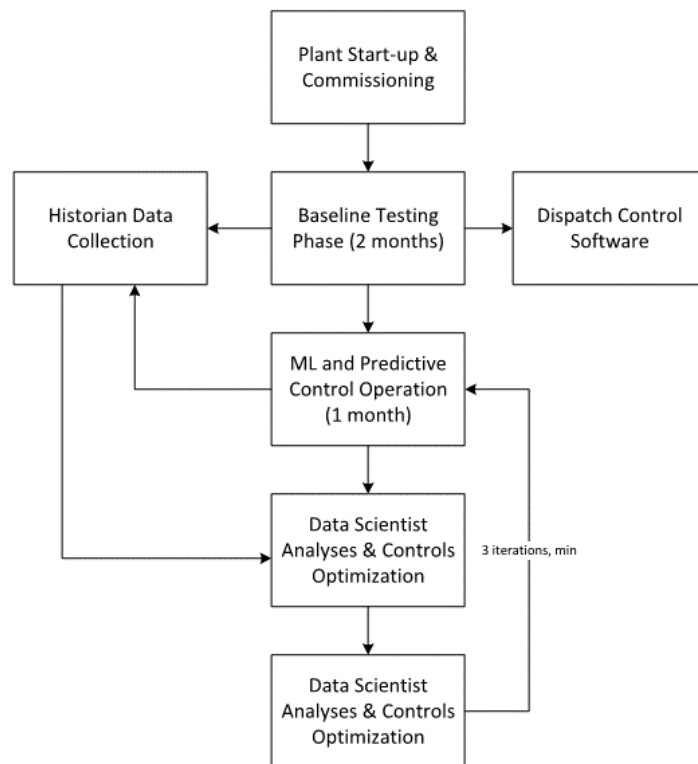 Plant Start-up &
Commissioning
Historian Data
Collection
Baseline Testing
Phase (2 months)
Dispatch Control
Software
ML and Predictive
Control Operation
(1 month)
Data Scientist
Analyses & Controls
Optimization
3 iterations, min
Data Scientist
Analyses & Controls
Optimization